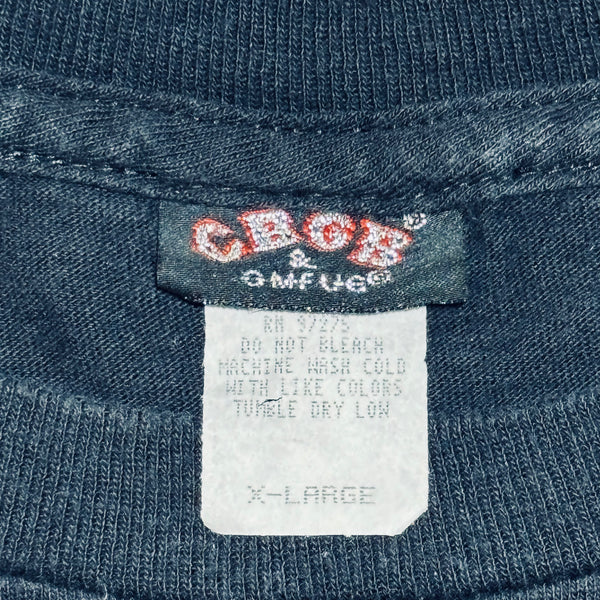 CBGB®
&
OMFUG®
RN 97275
DO NOT BLEACH
MACHINE WASH COLD
WITH LIKE COLORS
TUMBLE DRY LOW
X-LARGE